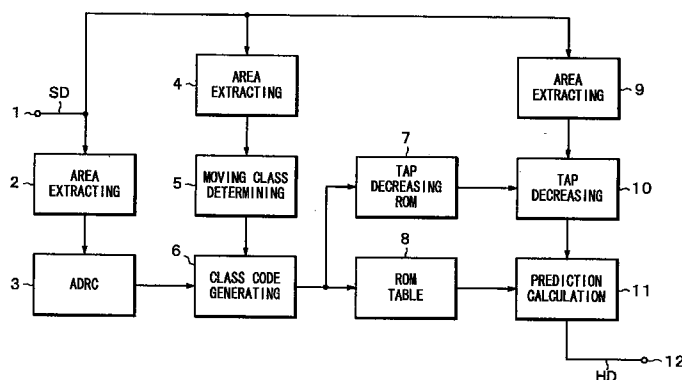 4
AREA
EXTRACTING
AREA
EXTRACTING
9
SD
1
7
2
AREA
EXTRACTING
5
MOVING CLASS
DETERMINING
TAP
DECREASING
ROM
TAP
DECREASING
10
6
8
3
ADRC
CLASS CODE
GENERATING
ROM
TABLE
PREDICTION
CALCULATION
11
HD
12